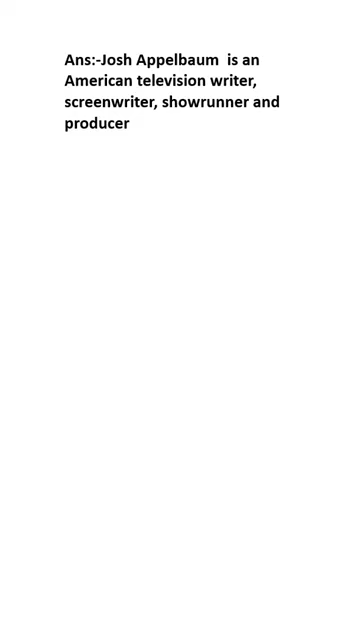 Ans:-Josh Appelbaum  is an
American television writer,
screenwriter, showrunner and
producer